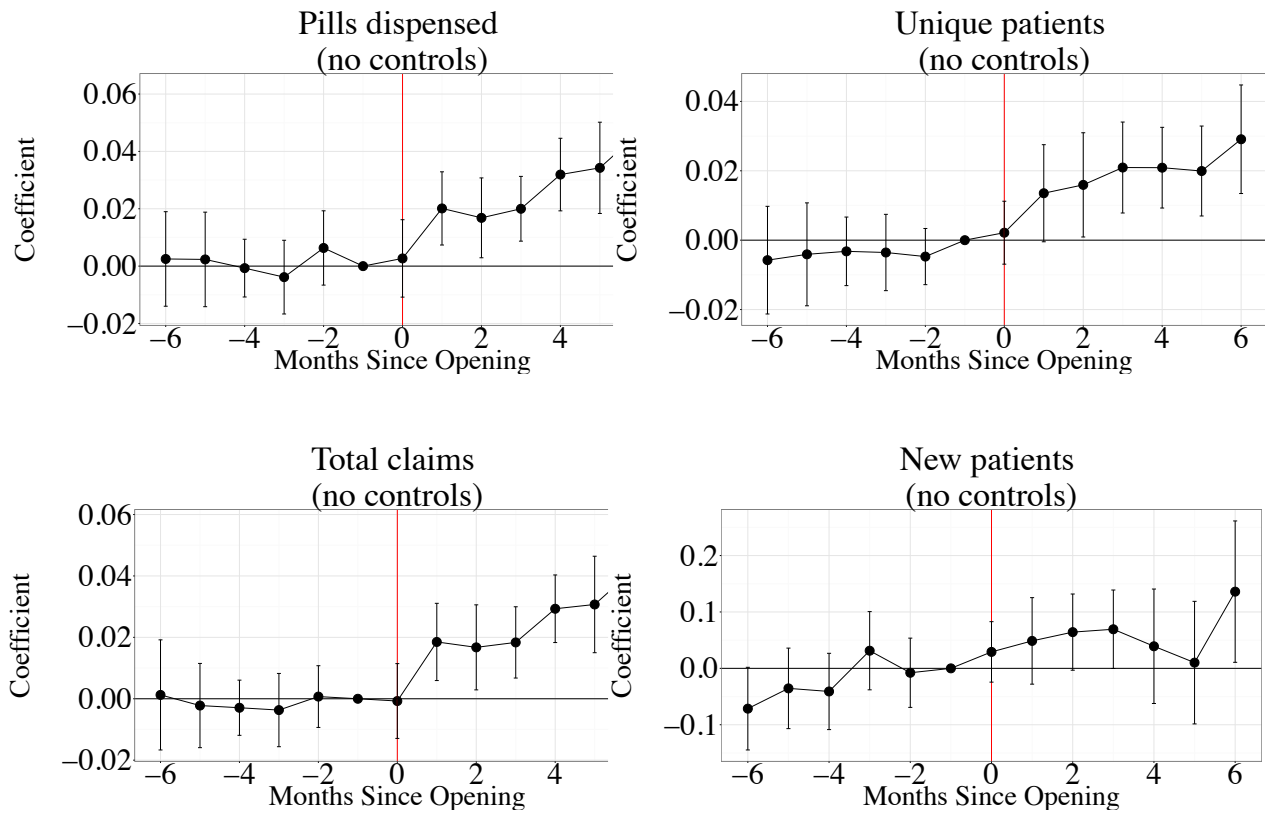 Pills dispensed
(no controls)
0.06
0.04
0.02
0.00
−0.02
Coefficient
−6 −4 −2 0 2 4
Months Since Opening
Unique patients
(no controls)
0.04
0.02
0.00
−0.02
Coefficient
−6 −4 −2 0 2 4 6
Months Since Opening
Total claims
(no controls)
0.06
0.04
0.02
0.00
−0.02
Coefficient
−6 −4 −2 0 2 4
Months Since Opening
New patients
(no controls)
0.2
0.1
0.0
−0.1
Coefficient
−6 −4 −2 0 2 4 6
Months Since Opening